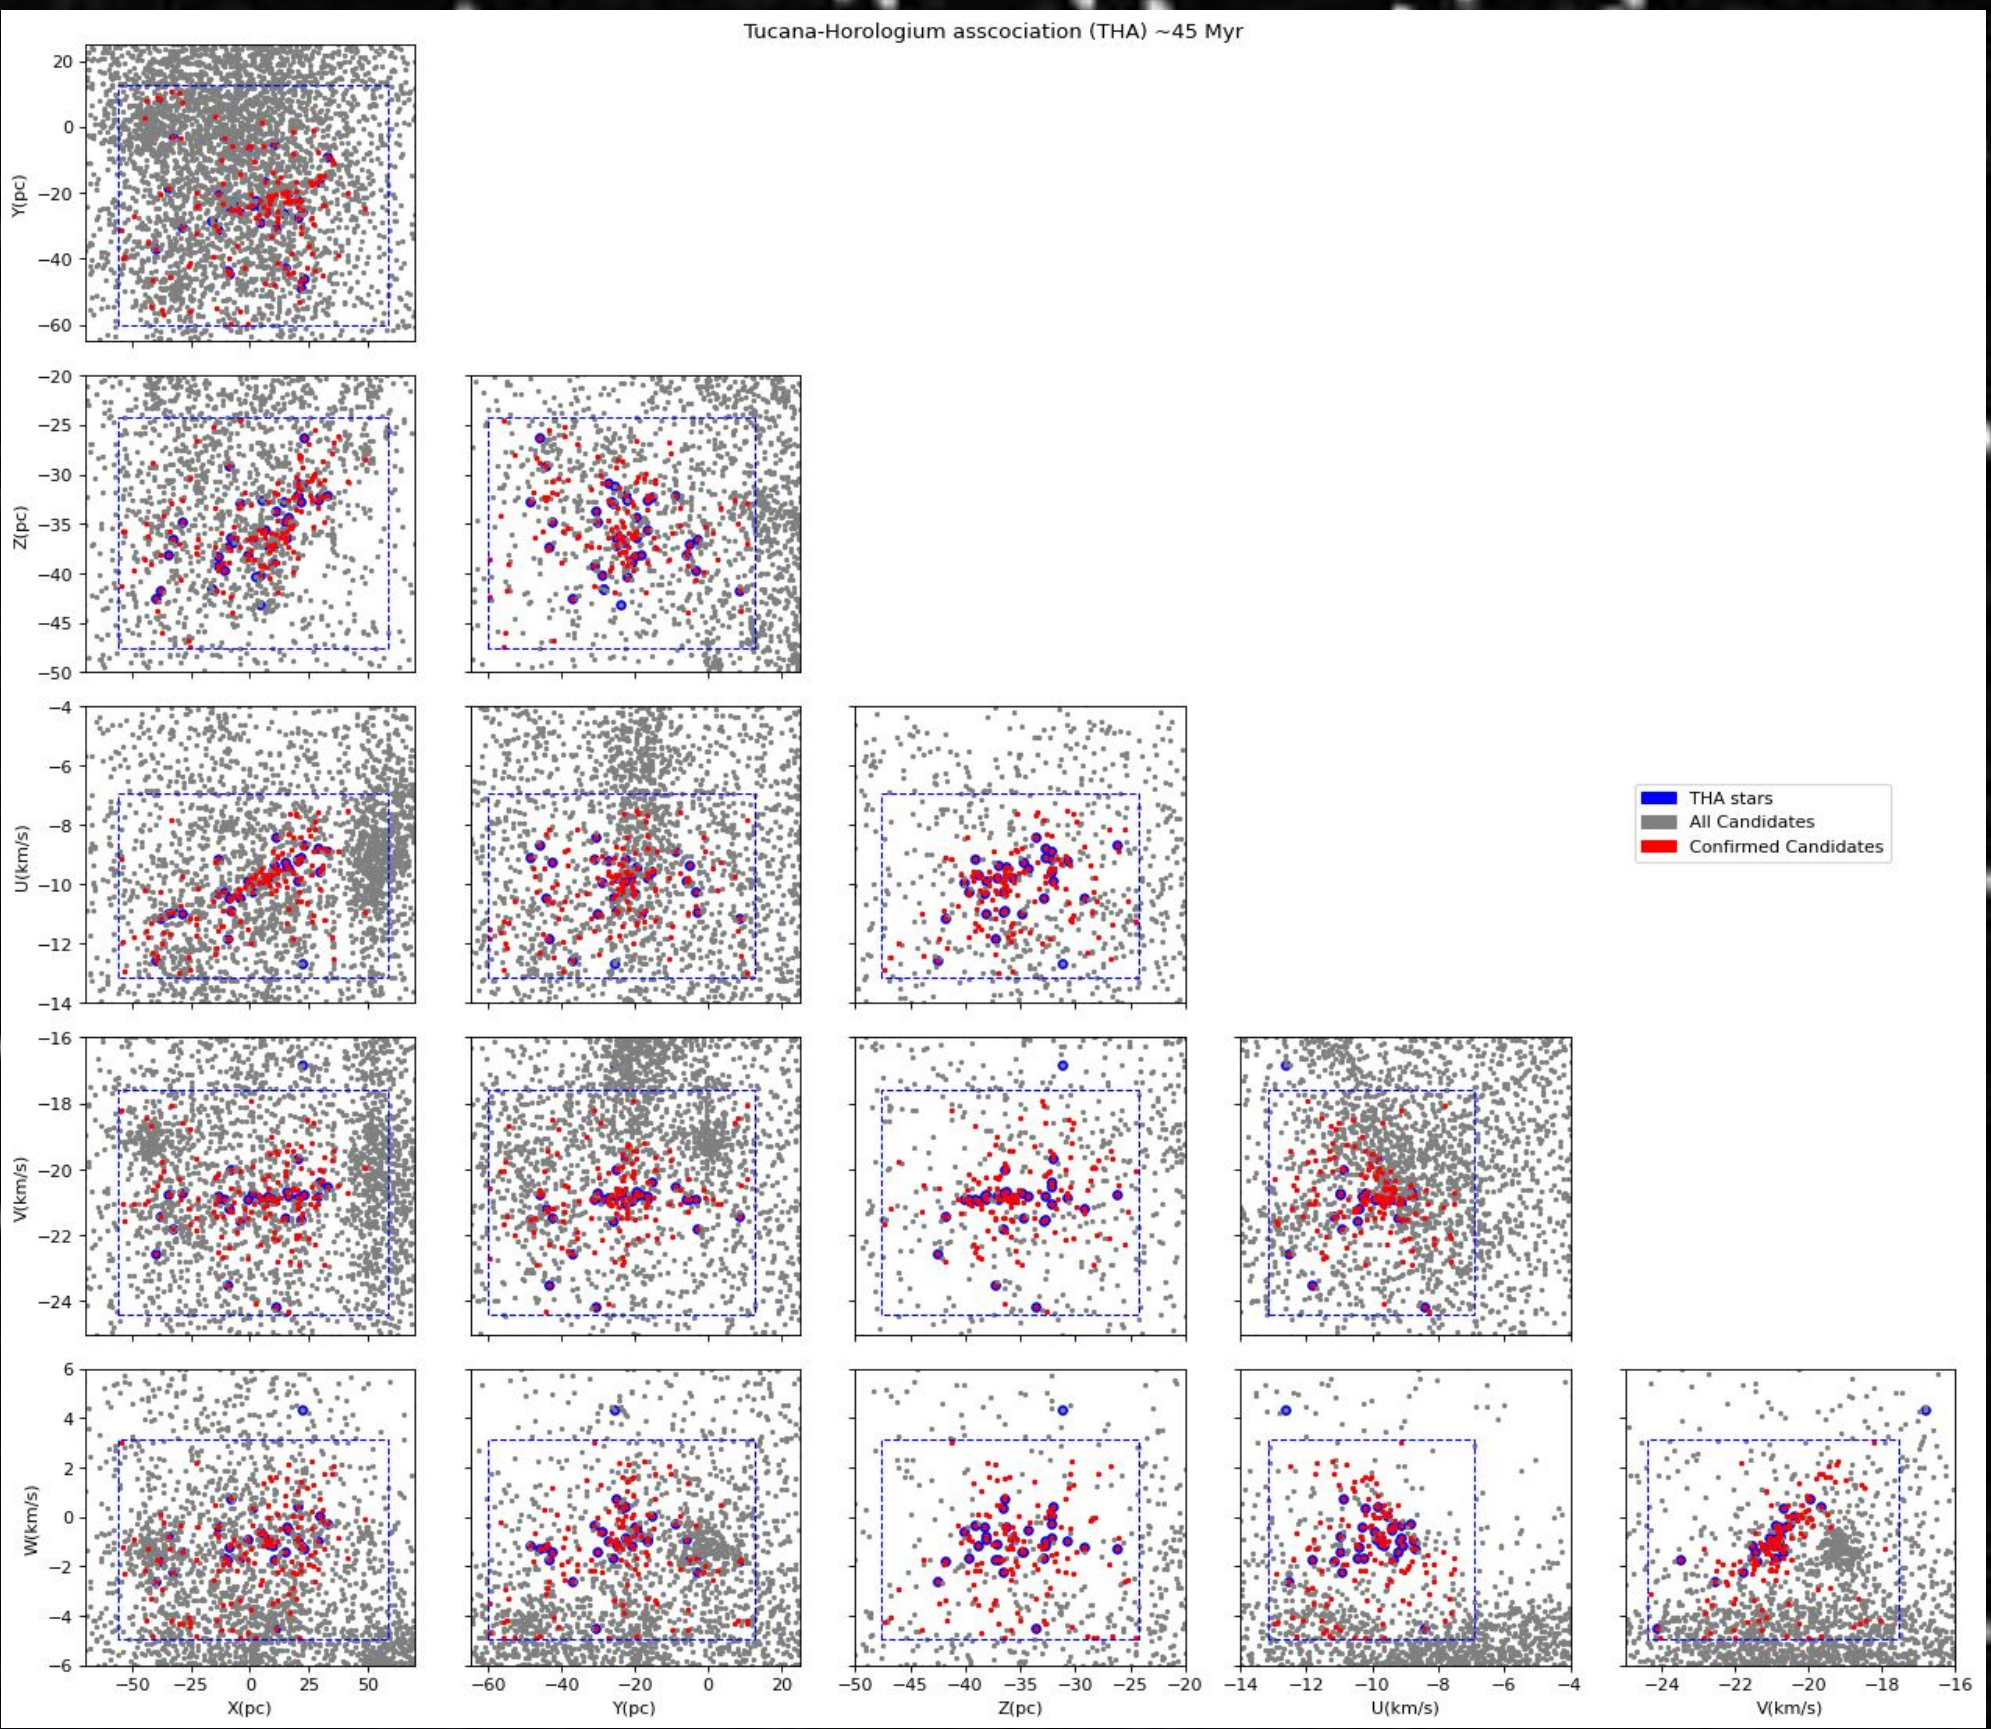 Tucana-Horologium asscociation (THA) ~45 Myr
20
0
−20
−40
−60
Y(pc)
−20
−25
−30
−35
−40
−45
−50
Z(pc)
−4
−6
−8
−10
−12
−14
U(km/s)
THA stars
All Candidates
Confirmed Candidates
−16
−18
−20
−22
−24
V(km/s)
6
4
2
0
−2
−4
−6
W(km/s)
−50 −25 0 25 50
X(pc)
−60 −40 −20 0 20
Y(pc)
−50 −45 −40 −35 −30 −25 −20
Z(pc)
−14 −12 −10 −8 −6 −4
U(km/s)
−24 −22 −20 −18 −16
V(km/s)